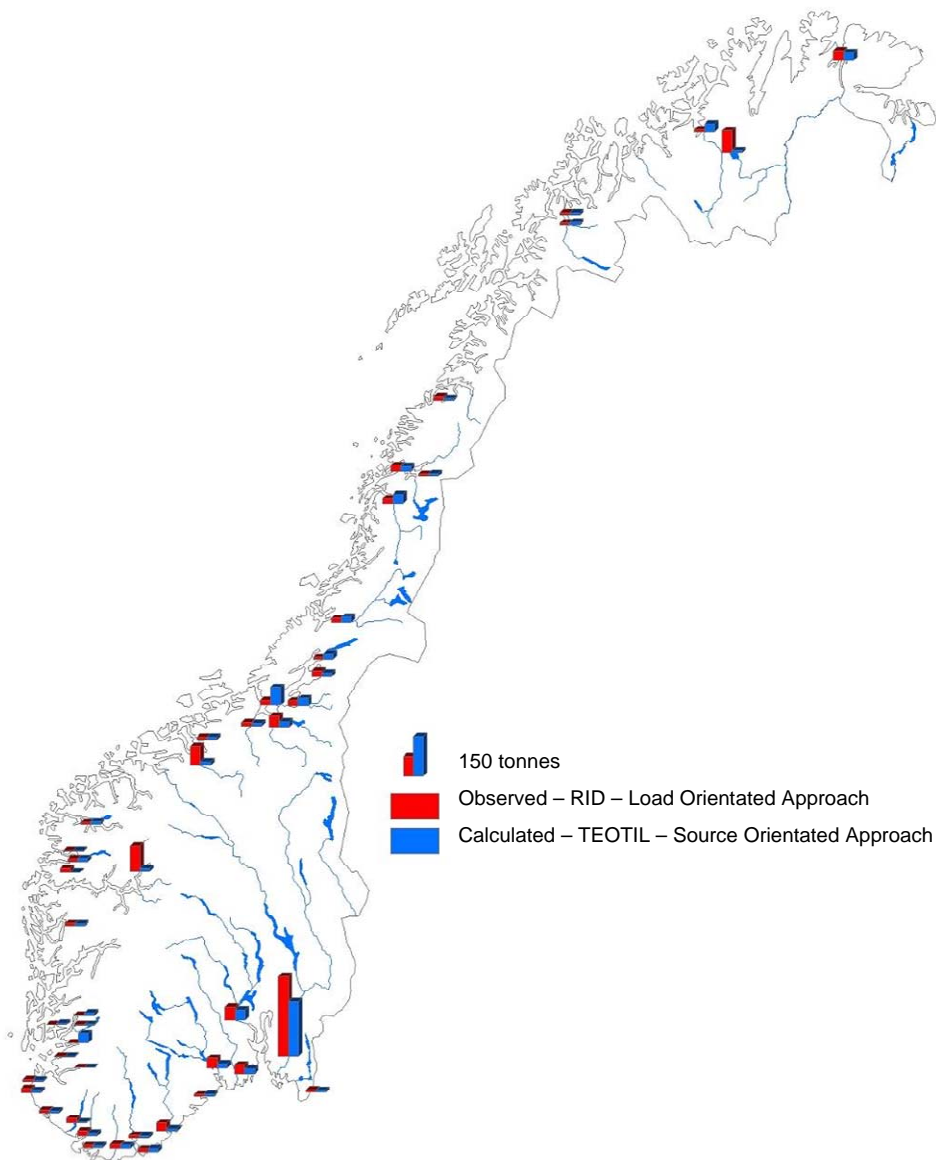 150 tonnes
Observed – RID – Load Orientated Approach
Calculated – TEOTIL – Source Orientated Approach